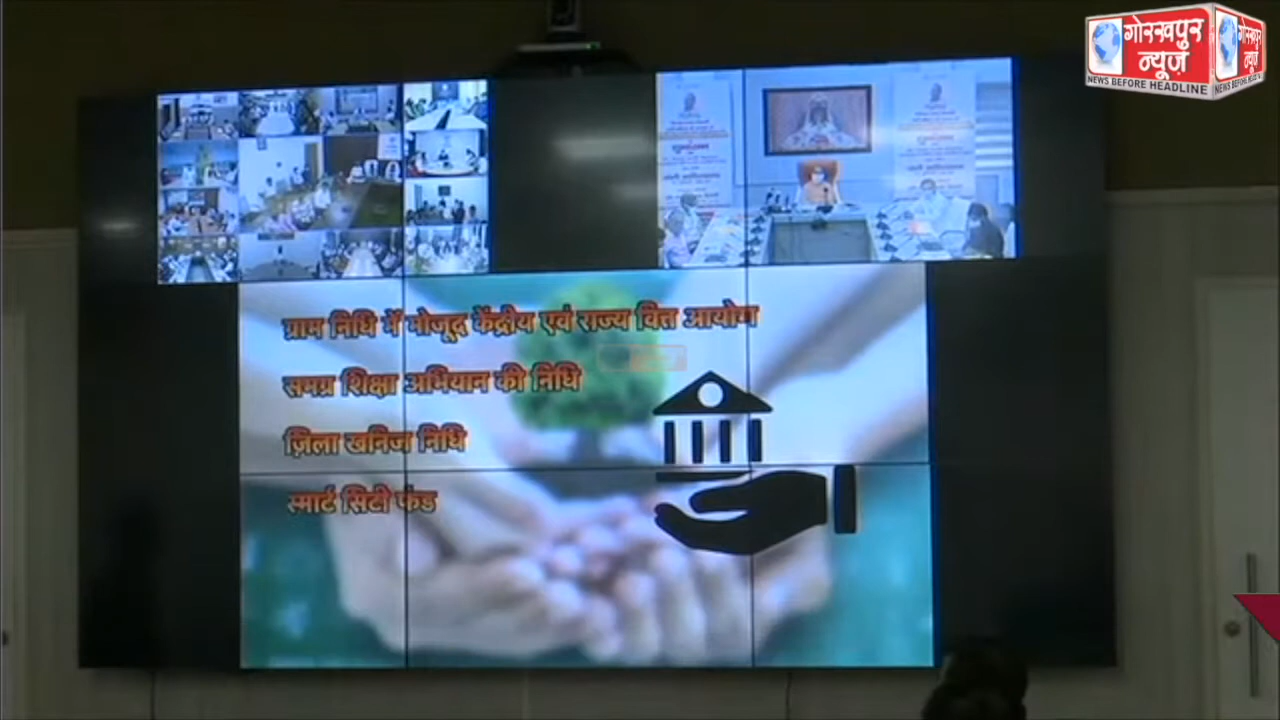 गोरखपुर
न्यूज़
NEWS BEFORE HEADLINE
ग्राम निधि में मौजूद केंद्रीय एवं राज्य वित्त आयोग
समग्र शिक्षा अभियान की निधि
ज़िला खनिज निधि
स्मार्ट सिटी फंड